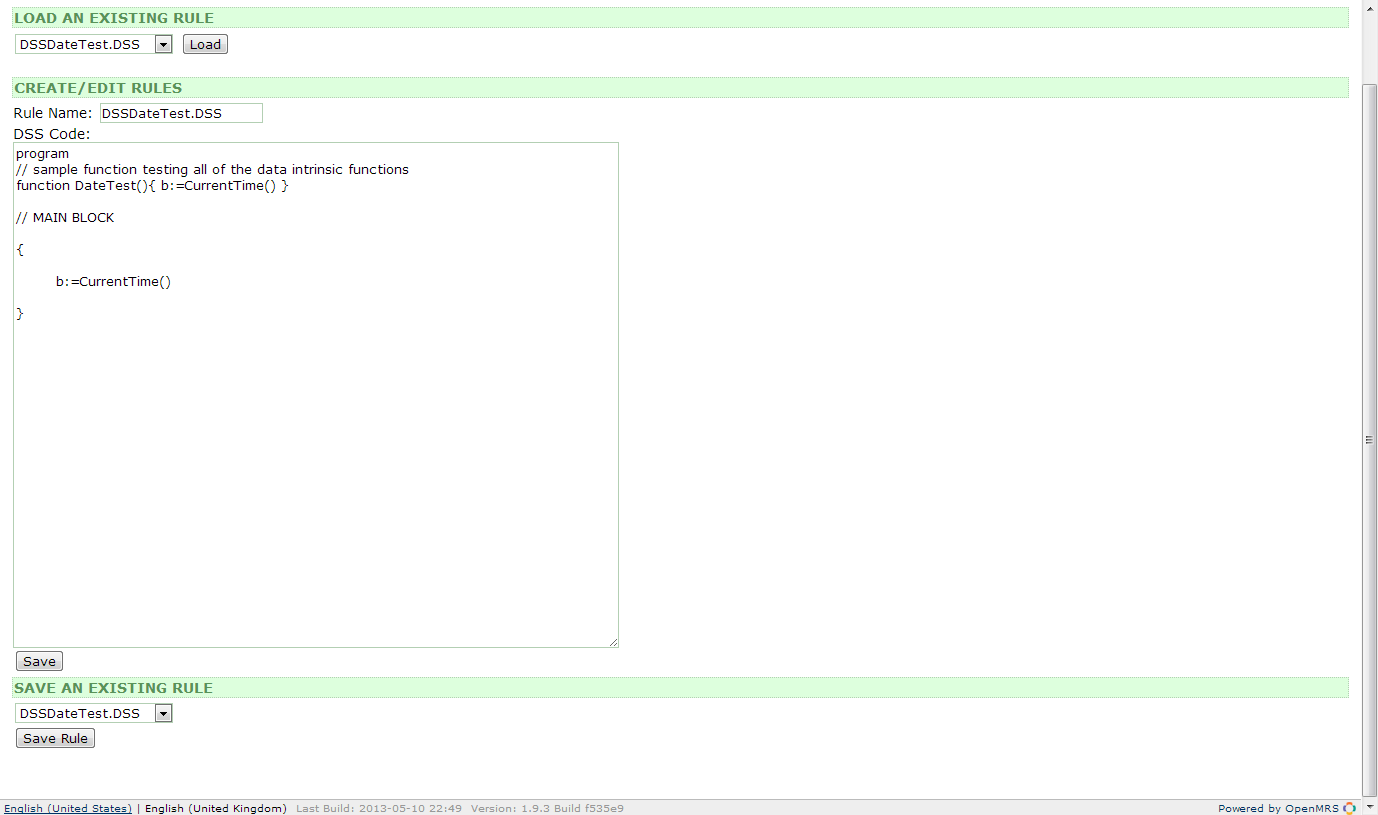 LOAD AN EXISTING RULE
DSSDateTest.DSS Load
CREATE/EDIT RULES
Rule Name: DSSDateTest.DSS
DSS Code:
program
// sample function testing all of the data intrinsic functions
function DateTest(){ b:=CurrentTime() }
// MAIN BLOCK
{
b:=CurrentTime()
}
Save
SAVE AN EXISTING RULE
DSSDateTest.DSS
Save Rule
English (United States) | English (United Kingdom) Last Build: 2013-05-10 22:49 Version: 1.9.3 Build f535e9 Powered by OpenMRS